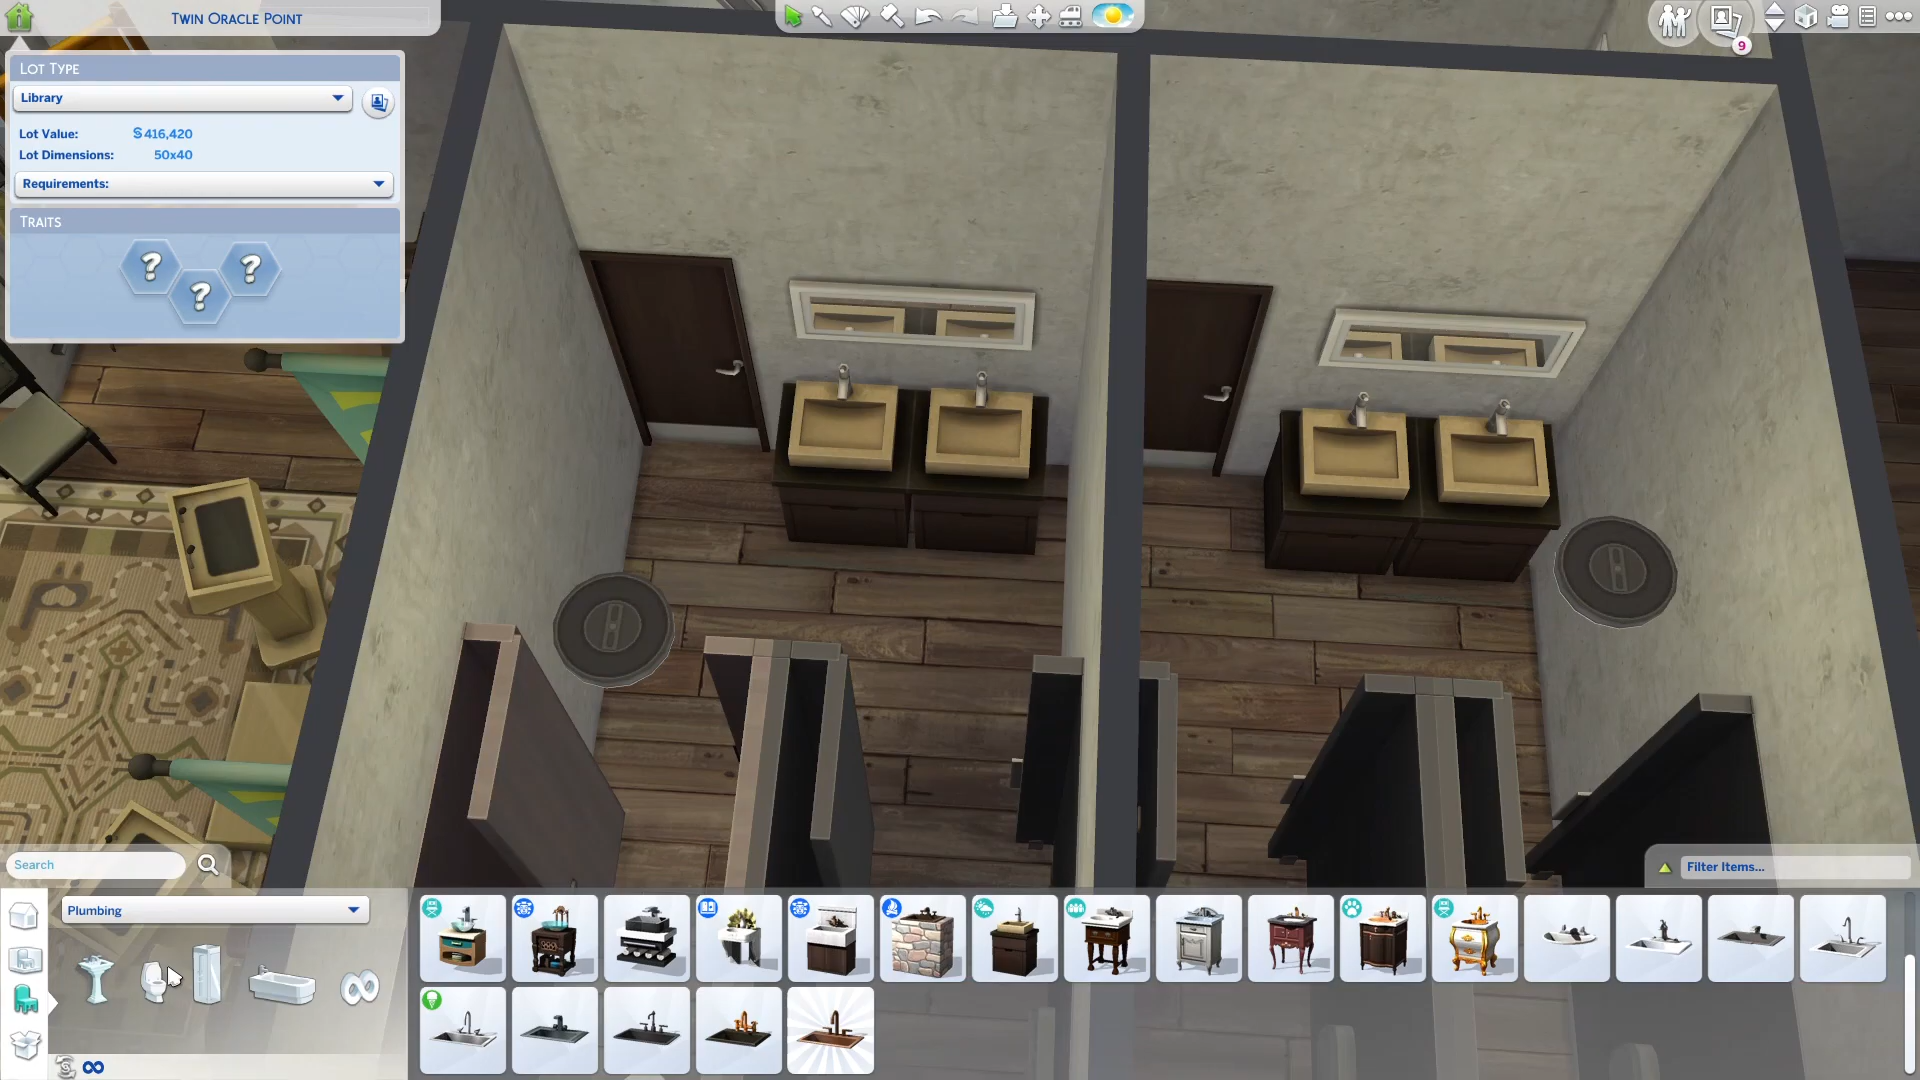 Twin Oracle Point
9
Lot Type
Library
Lot Value: $416,420
Lot Dimensions: 50x40
Requirements:
Traits
? ? ?
Search
Filter Items...
Plumbing